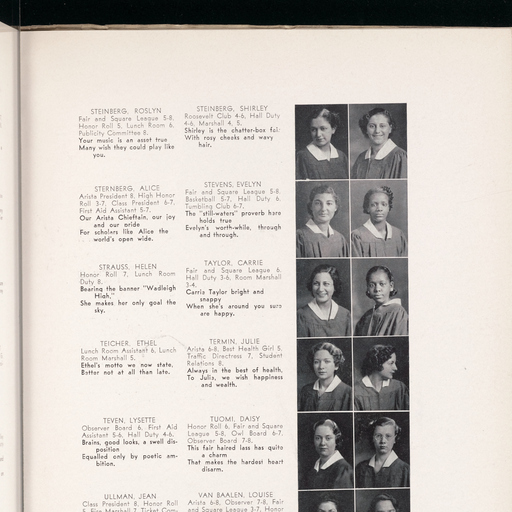 STEINBERG, ROSLYN
Fair and Square League 5-8,
Honor Roll 5, Lunch Room 6,
Publicity Committee 8.
Your music is an asset true
Many wish they could play like
you.
STEINBERG, SHIRLEY
Roosevelt Club 4-6, Hall Duty
4-6, Marshall 4, 5.
Shirley is the chatter-box fair
With rosy cheeks and wavy
hair.
STERNBERG, ALICE
Arista President 8, High Honor
Roll 3-7, Class President 6-7,
First Aid Assistant 5-7.
Our Arista Chieftain, our joy
and our pride
For scholars like Alice the
world's open wide.
STEVENS, EVELYN
Fair and Square League 5-8
Basketball 5-7, Hall Duty 6,
Tumbling Club 6-7.
The "still-waters" proverb here
holds true
Evelyn's worth-while, through
and through.
STRAUSS, HELEN
Honor Roll 7, Lunch Room
Duty 8.
Bearing the banner "Wadleigh
High,"
She makes her only goal the
sky.
TAYLOR, CARRIE
Fair and Square League 6,
Hall Duty 3-6, Room Marshall
3-4.
Carrie Taylor bright and
snappy
When she's around you sure
are happy.
TEICHER, ETHEL
Lunch Room Assistant 6, Lunch
Room Marshall 5.
Ethel's motto we now state,
Better not at all than late.
TERMIN, JULIE
Arista 6-8, Best Health Girl 5,
Traffic Directress 7, Student
Relations 8.
Always in the best of health,
To Julie, we wish happiness
and wealth.
TEVEN, LYSETTE
Observer Board 6, First Aid
Assistant 5-6, Hall Duty 4-6.
Brains, good looks, a swell dis-
position
Equalled only by poetic am-
bition.
TUOMI, DAISY
Honor Roll 6, Fair and Square
League 5-8, Owl Board 6-7,
Observer Board 7-8.
This fair haired lass has quite
a charm
That makes the hardest heart
disarm.
ULLMAN, JEAN
Class President 8, Honor Roll
5, Fire Marshall 7, Ticket Com-
VAN BAALEN, LOUISE
Arista 6-8, Observer 7-8, Fair
and Square League 3-7, Honor